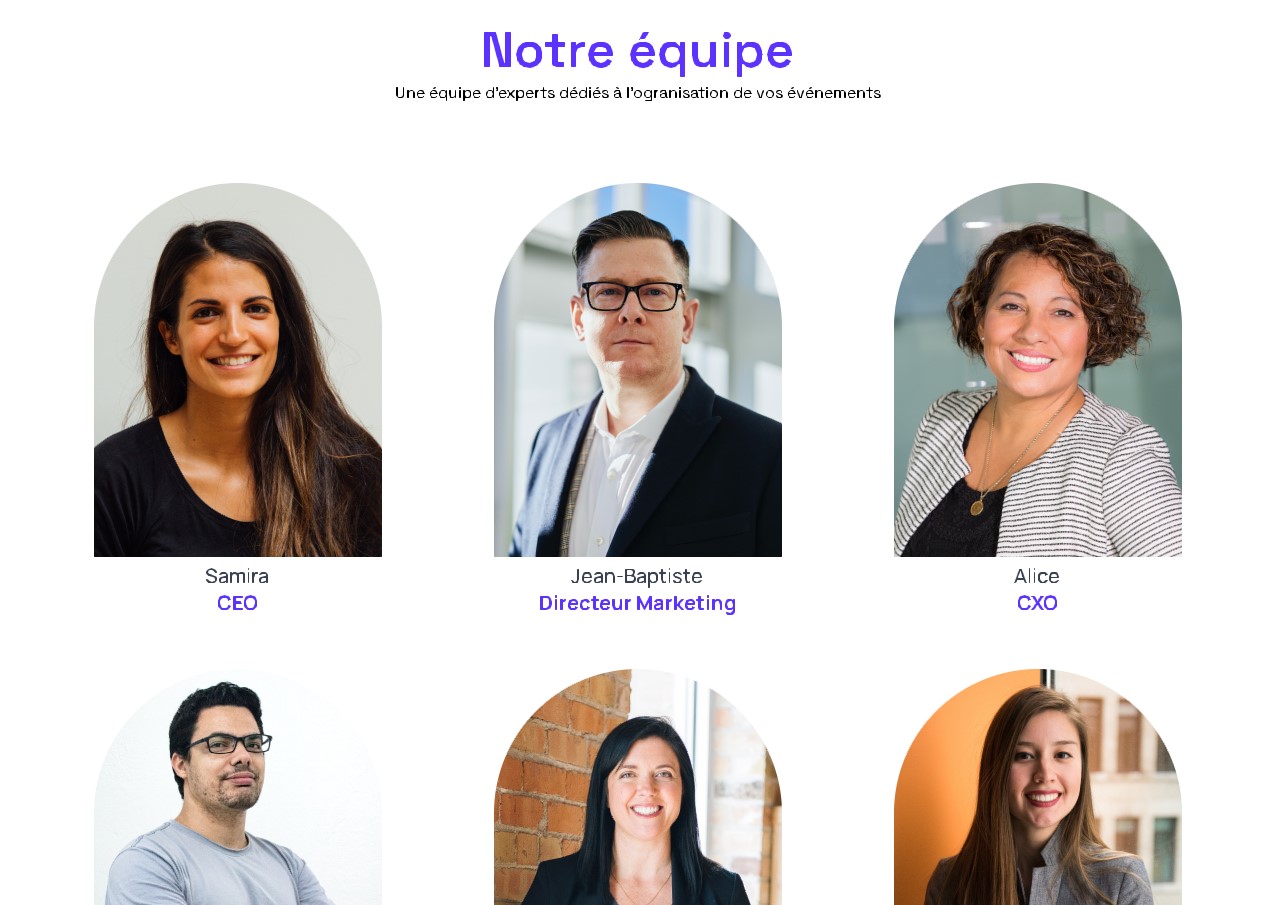 Notre équipe
Une équipe d'experts dédiés à l'ogranisation de vos événements
Samira
CEO
Jean-Baptiste
Directeur Marketing
Alice
CXO